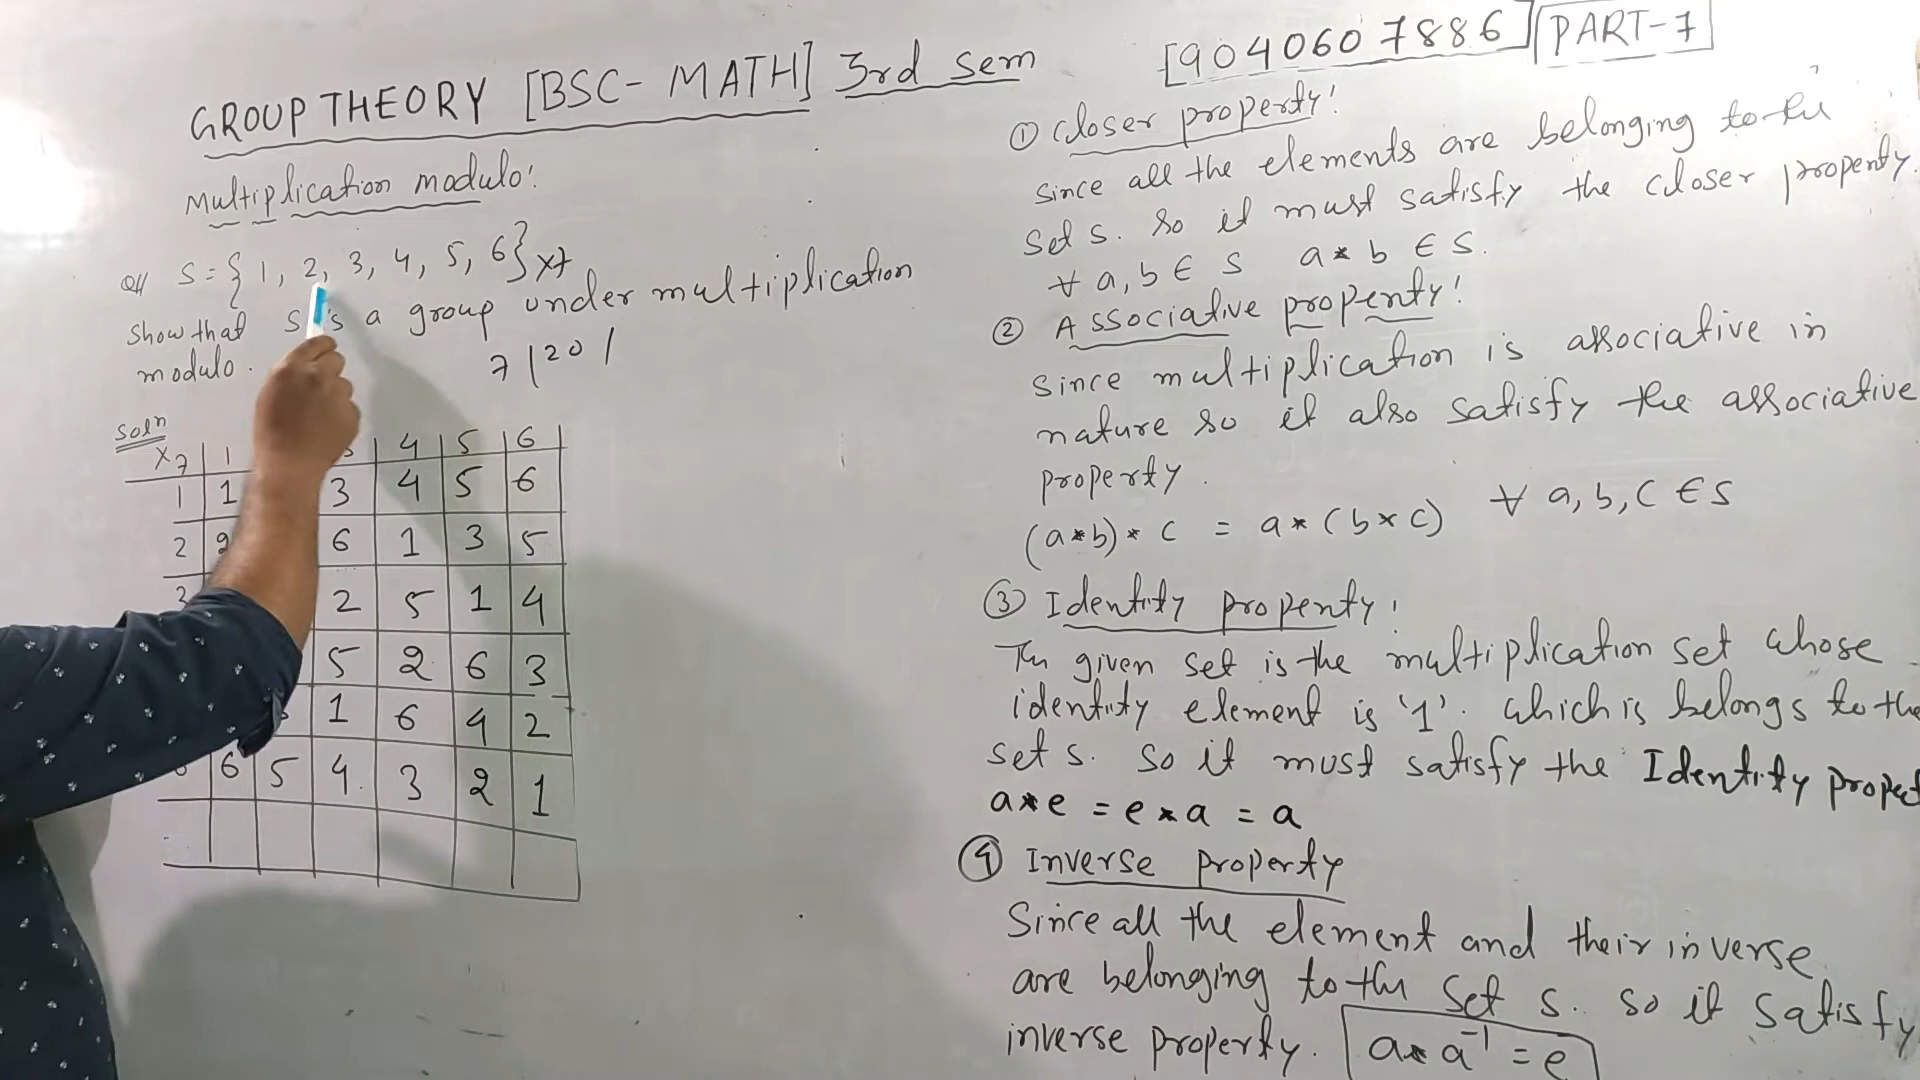 GROUP THEORY [BSC- MATH] 3rd sem
[9040607886] PART-7
Multiplication modulo:
Q// S = { 1, 2, 3, 4, 5, 6} X7
Show that S is a group under multiplication
modulo.
7 | 20 /
Soln
X7 1 3 4 5 6
1 1 3 4 5 6
2 2 6 1 3 5
3 2 5 1 4
5 2 6 3
1 6 4 2
6 6 5 4 3 2 1
① Closer property!
Since all the elements are belonging to the
set S. So it must satisfy the closer property.
∀ a, b ∈ S a * b ∈ S.
② Associative property!
Since multiplication is associative in
nature so it also satisfy the associative
property.
(a*b)* c = a*(b*c) ∀ a, b, c ∈ S
③ Identity property!
The given set is the multiplication set whose
identity element is '1'. Which is belongs to the
set S. So it must satisfy the Identity propert
a*e = e*a = a
④ Inverse property
Since all the element and their inverse
are belonging to the set S. So it satisfy
inverse property. a*a⁻¹ = e